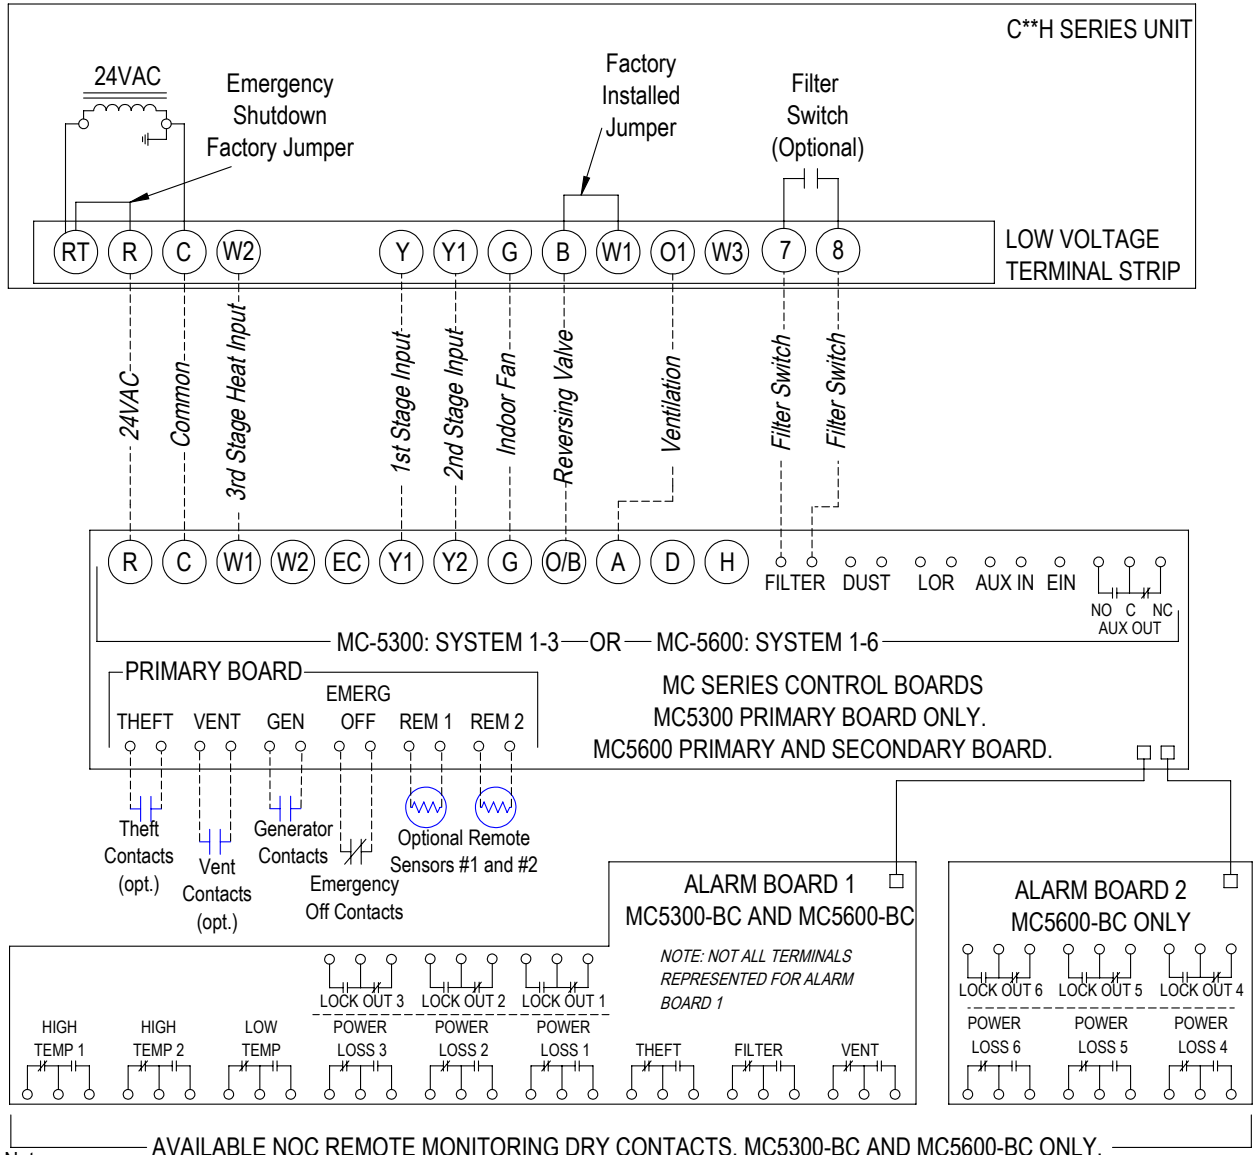 C**H SERIES UNIT
24VAC
Emergency
Shutdown
Factory Jumper
Factory
Installed
Jumper
Filter
Switch
(Optional)
RT R C W2 Y Y1 G B W1 O1 W3 7 8
LOW VOLTAGE
TERMINAL STRIP
24VAC
Common
3rd Stage Heat Input
1st Stage Input
2nd Stage Input
Indoor Fan
Reversing Valve
Ventilation
Filter Switch
Filter Switch
R C W1 W2 EC Y1 Y2 G O/B A D H
FILTER DUST LOR AUX IN EIN
NO C NC
AUX OUT
MC-5300: SYSTEM 1-3 OR MC-5600: SYSTEM 1-6
PRIMARY BOARD
MC SERIES CONTROL BOARDS
MC5300 PRIMARY BOARD ONLY.
MC5600 PRIMARY AND SECONDARY BOARD.
EMERG
THEFT VENT GEN OFF REM 1 REM 2
Theft
Contacts
(opt.)
Vent
Contacts
(opt.)
Generator
Contacts
Emergency
Off Contacts
Optional Remote
Sensors #1 and #2
ALARM BOARD 1
MC5300-BC AND MC5600-BC
NOTE: NOT ALL TERMINALS
REPRESENTED FOR ALARM
BOARD 1
ALARM BOARD 2
MC5600-BC ONLY
LOCK OUT 3 LOCK OUT 2 LOCK OUT 1
LOCK OUT 6 LOCK OUT 5 LOCK OUT 4
HIGH
TEMP 1
HIGH
TEMP 2
LOW
TEMP
POWER
LOSS 3
POWER
LOSS 2
POWER
LOSS 1
THEFT
FILTER
VENT
POWER
LOSS 6
POWER
LOSS 5
POWER
LOSS 4
AVAILABLE NOC REMOTE MONITORING DRY CONTACTS. MC5300-BC AND MC5600-BC ONLY.